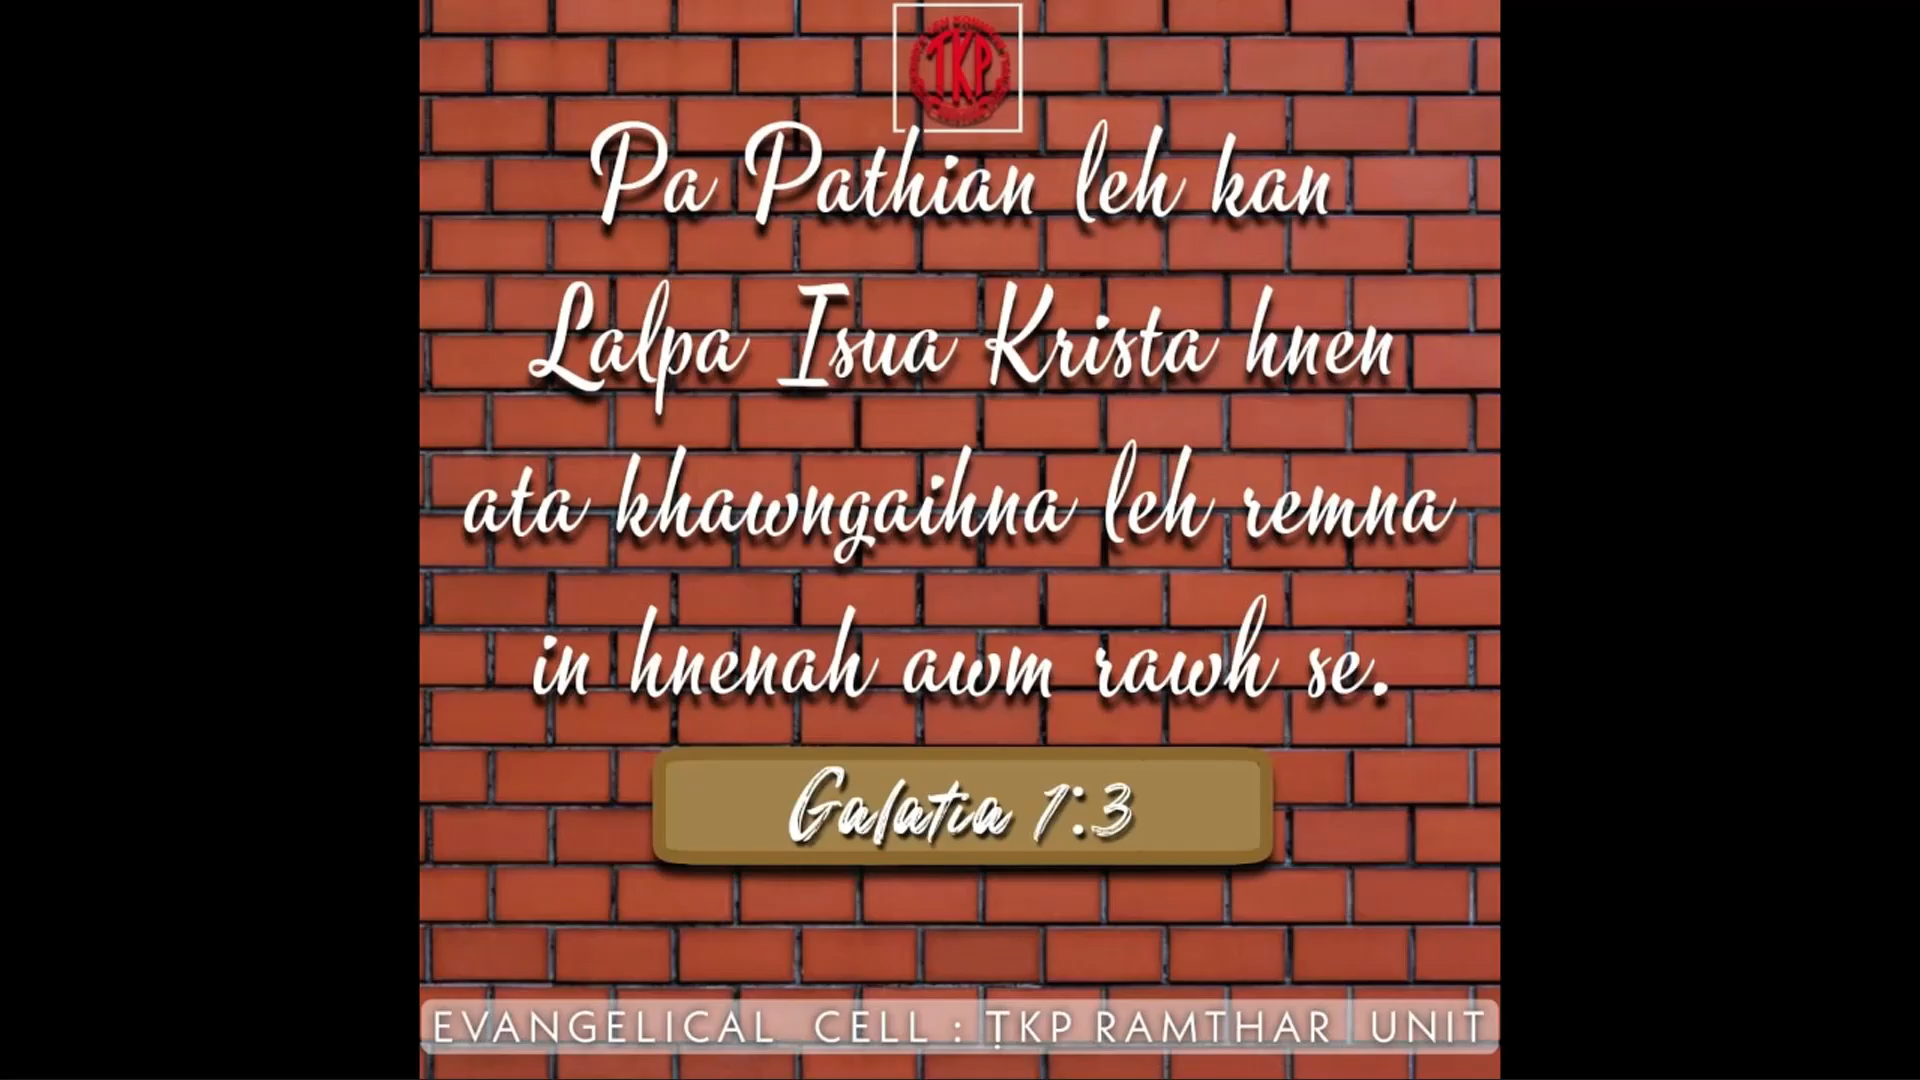 TKP
Pa Pathian leh kan
Lalpa Isua Krista hnen
ata khawngaihna leh remna
in hnenah awm rawh se.
Galatia 1:3
EVANGELICAL CELL : ṬKP RAMTHAR UNIT